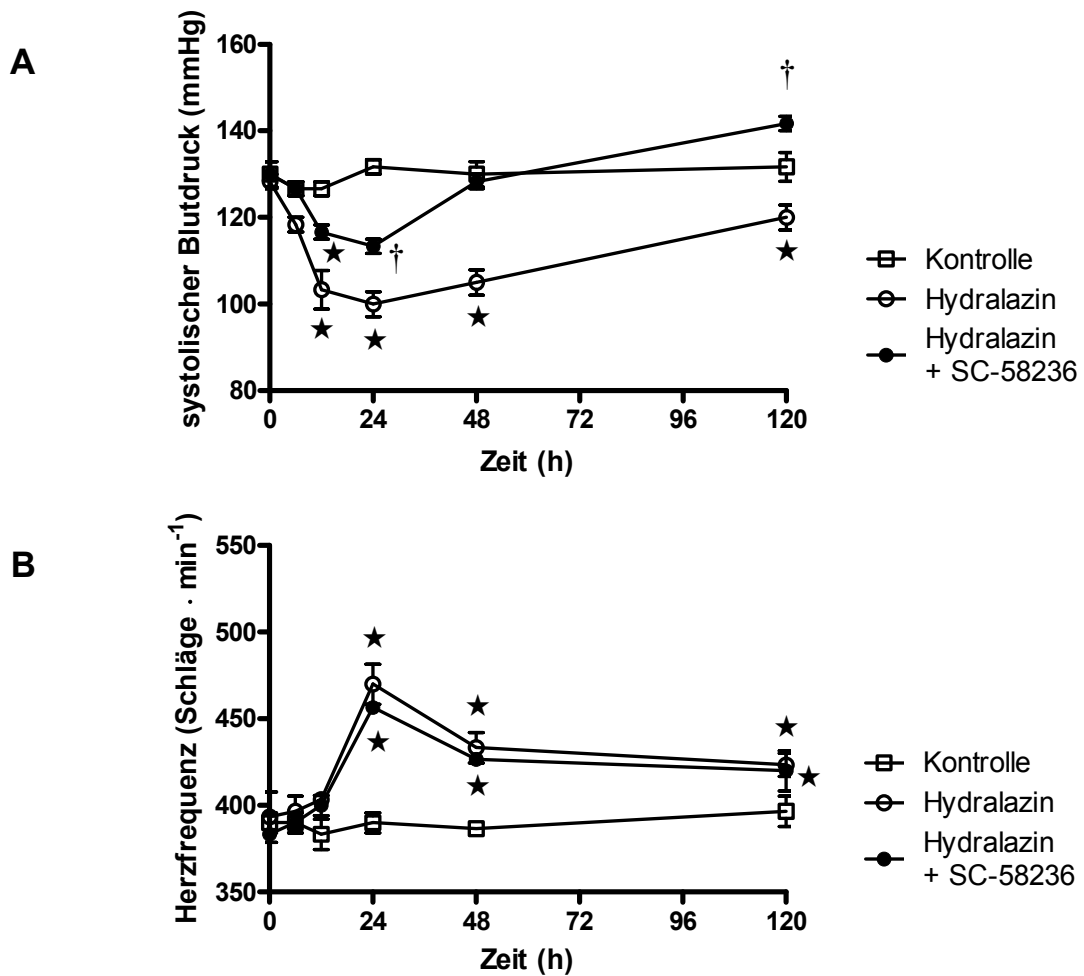 A
systolischer Blutdruck (mmHg)
160
140
120
100
80
†
†
0 24 48 72 96 120
Zeit (h)
Kontrolle
Hydralazin
Hydralazin
+ SC-58236
B
Herzfrequenz (Schläge · min⁻¹)
550
500
450
400
350
0 24 48 72 96 120
Zeit (h)
Kontrolle
Hydralazin
Hydralazin
+ SC-58236